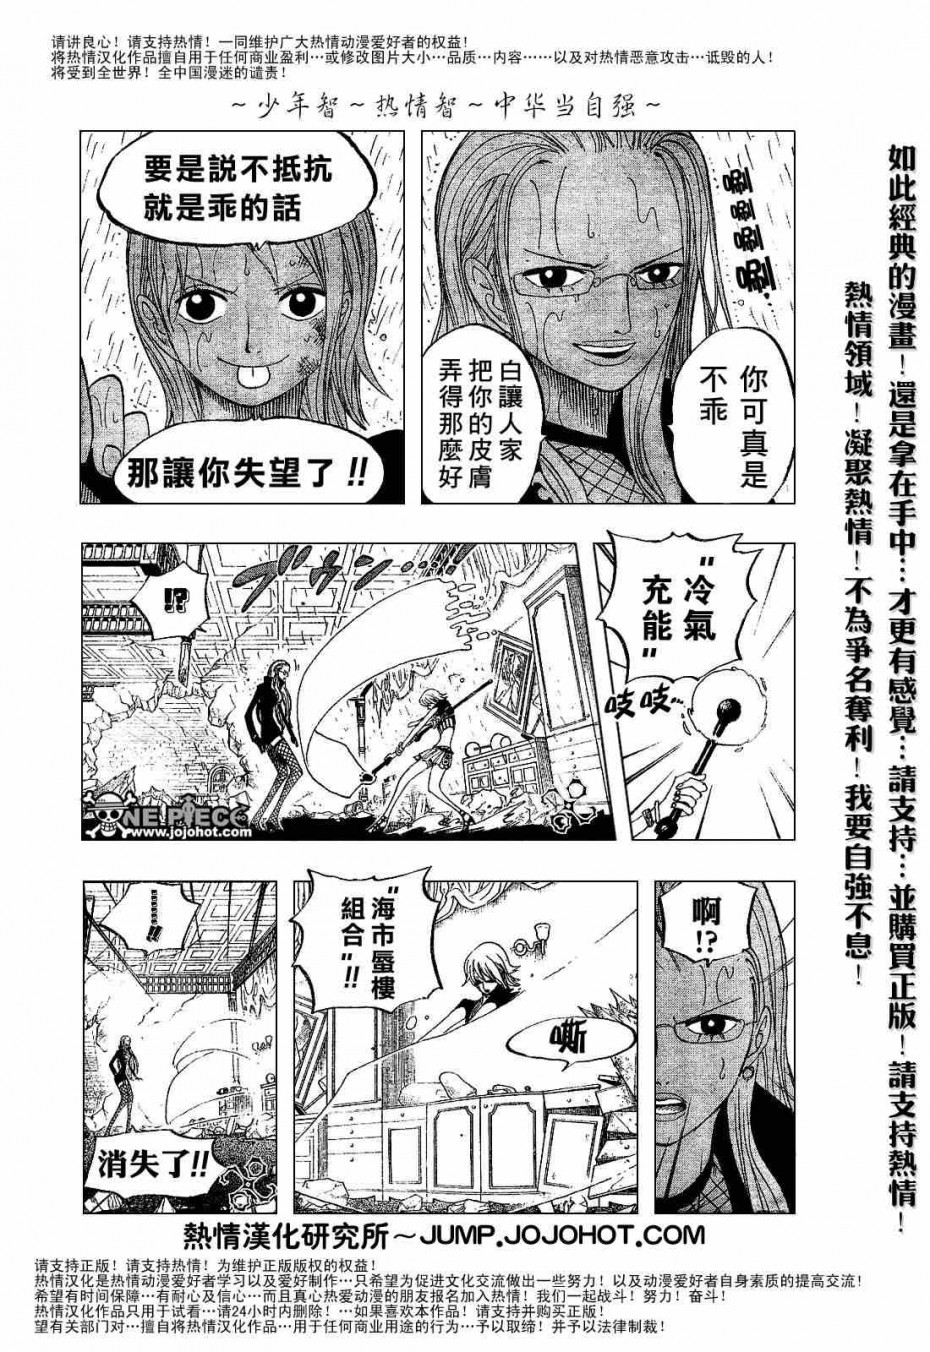 请讲良心！请支持热情！一同维护广大热情动漫爱好者的权益！
将热情汉化作品擅自用于任何商业盈利…或修改图片大小…品质…内容……以及对热情恶意攻击…诋毁的人！
将受到全世界！全中国漫迷的谴责！
～少年智～热情智～中华当自强～
如此經典的漫畫！還是拿在手中…才更有感覺…請支持…並購買正版！請支持熱情！
熱情領域！凝聚熱情！不為爭名奪利！我要自強不息！
你可真是
不乖
白讓人家
把你的皮膚
弄得那麼好
要是説不抵抗
就是乖的話
那讓你失望了!!
"冷氣
充能"
吱吱…
ブゥン
!?
ONE PIECE
www.jojohot.com
啊!?
"海市蜃樓
組合"!!
嘶
!!!!!!
消失了!!
熱情漢化研究所～JUMP.JOJOHOT.COM
请支持正版！请支持热情！为维护正版版权的权益！
热情汉化是热情动漫爱好者学习以及爱好制作…只希望为促进文化交流做出一些努力！以及动漫爱好者自身素质的提高交流！
希望有时间保障…有耐心及信心…而且真心热爱动漫的朋友报名加入热情！我们一起战斗！努力！奋斗！
热情汉化作品只用于试看…请24小时内删除！…如果喜欢本作品！请支持并购买正版！
望有关部门对…擅自将热情汉化作品…用于任何商业用途的行为…予以取缔！并予以法律制裁！